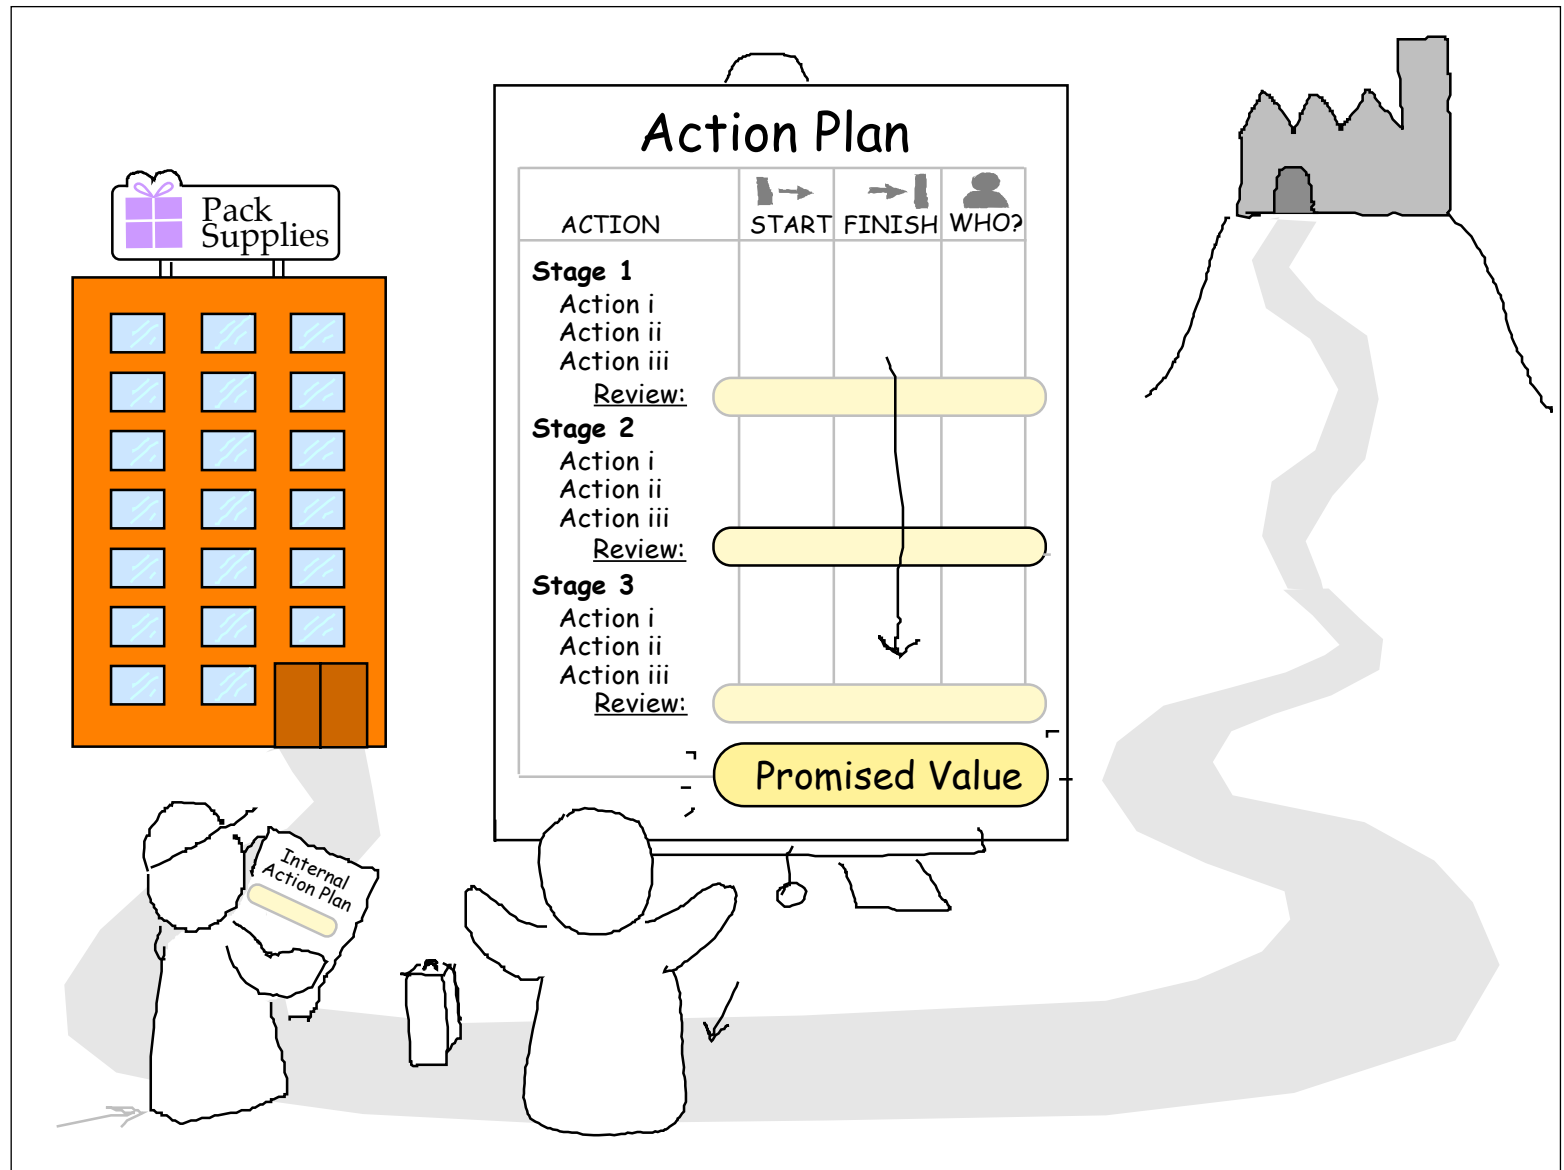 Action Plan
Pack
Supplies
ACTION START FINISH WHO?
Stage 1
Action i
Action ii
Action iii
Review:
Stage 2
Action i
Action ii
Action iii
Review:
Stage 3
Action i
Action ii
Action iii
Review:
Promised Value
Internal
Action Plan